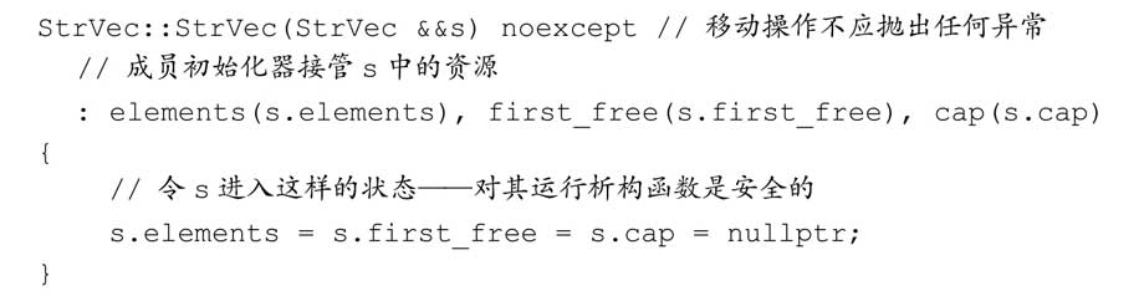 StrVec::StrVec(StrVec &&s) noexcept // 移动操作不应抛出任何异常
// 成员初始化器接管 s 中的资源
: elements(s.elements), first_free(s.first_free), cap(s.cap)
{
// 令 s 进入这样的状态——对其运行析构函数是安全的
s.elements = s.first_free = s.cap = nullptr;
}